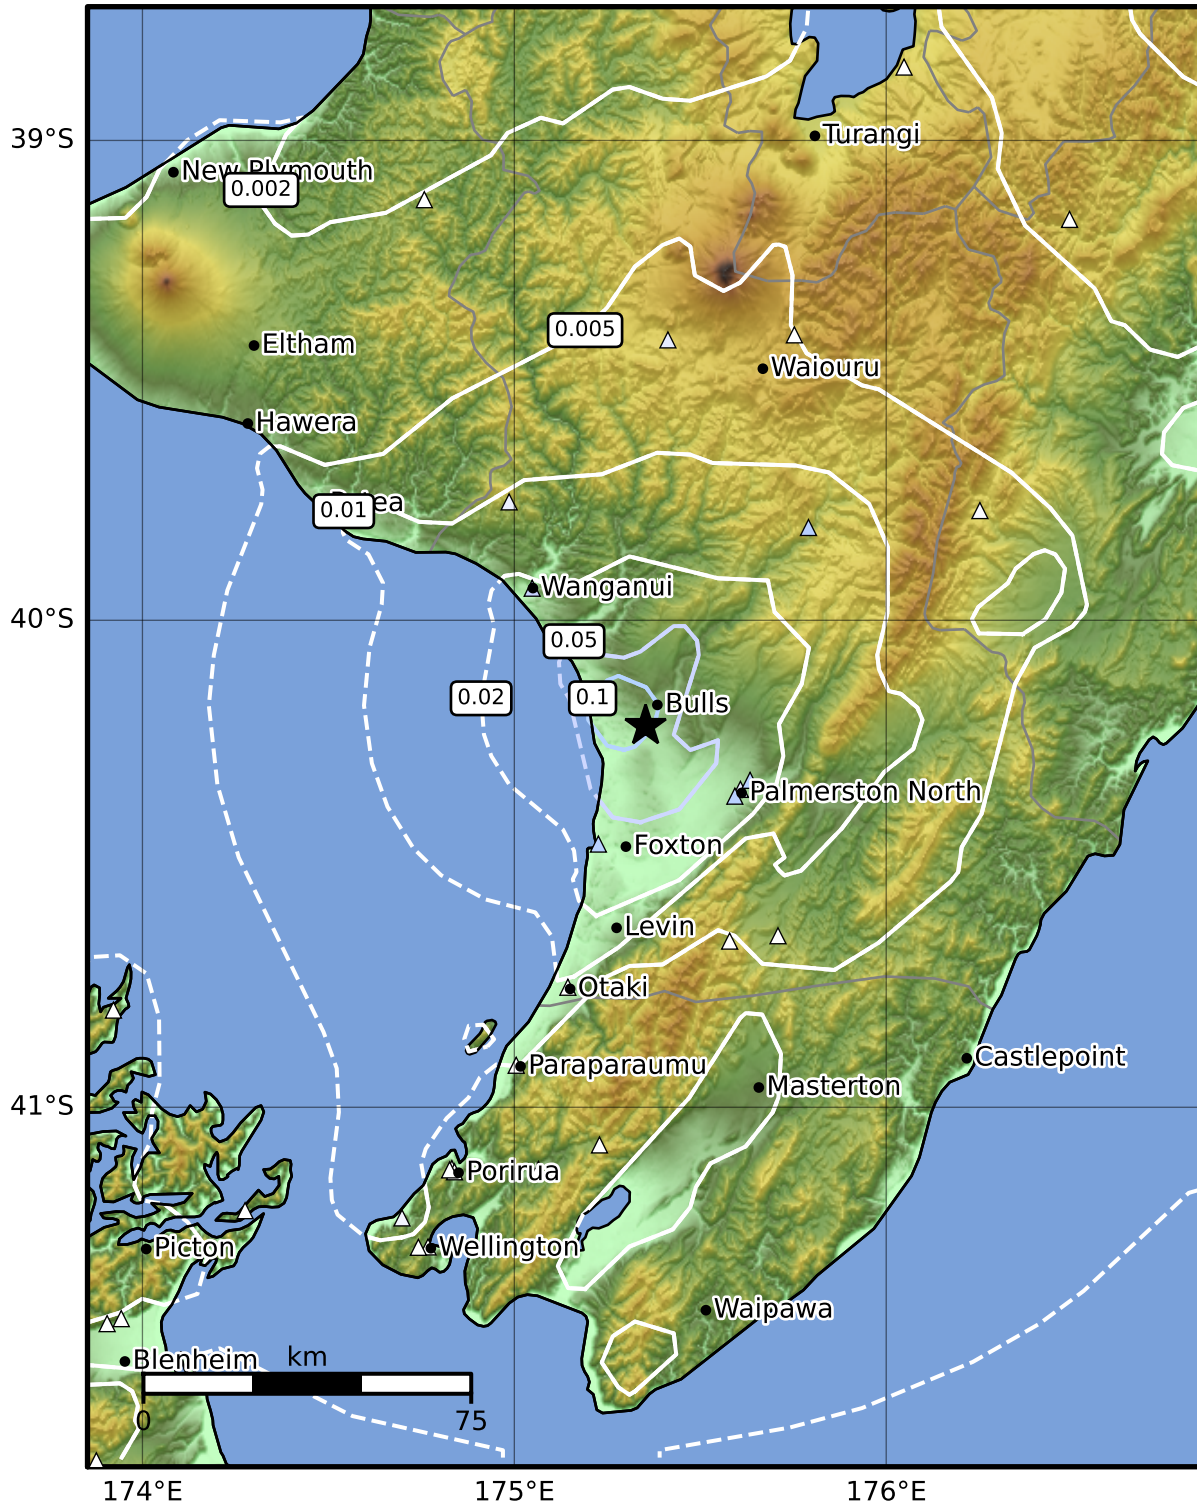 39°S
Turangi
New Plymouth
0.002
0.005
Eltham
Waiouru
Hawera
0.01
Wanganui
40°S
0.05
0.02
0.1
Bulls
Palmerston North
Foxton
Levin
Otaki
Paraparaumu
Castlepoint
Masterton
41°S
Porirua
Picton
Wellington
Waipawa
Blenheim
km
0
75
174°E
175°E
176°E